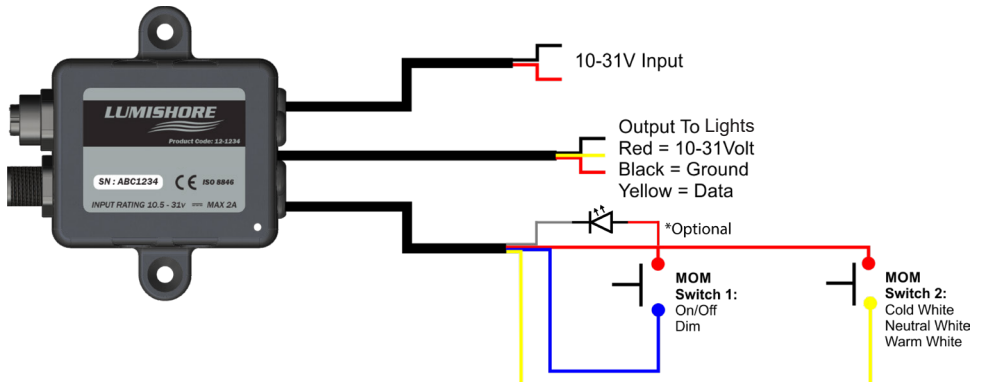 LUMISHORE
Product Code: 12-1234
SN : ABC1234
CE ISO 8846
INPUT RATING 10.5 - 31v ⎓ MAX 2A
10-31V Input
Output To Lights
Red = 10-31Volt
Black = Ground
Yellow = Data
*Optional
MOM
Switch 1:
On/Off
Dim
MOM
Switch 2:
Cold White
Neutral White
Warm White